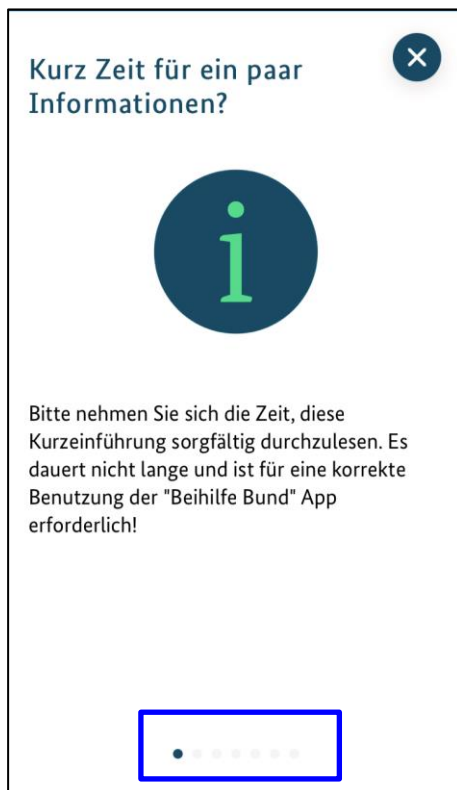 Kurz Zeit für ein paar
Informationen?
i
Bitte nehmen Sie sich die Zeit, diese
Kurzeinführung sorgfältig durchzulesen. Es
dauert nicht lange und ist für eine korrekte
Benutzung der "Beihilfe Bund" App
erforderlich!